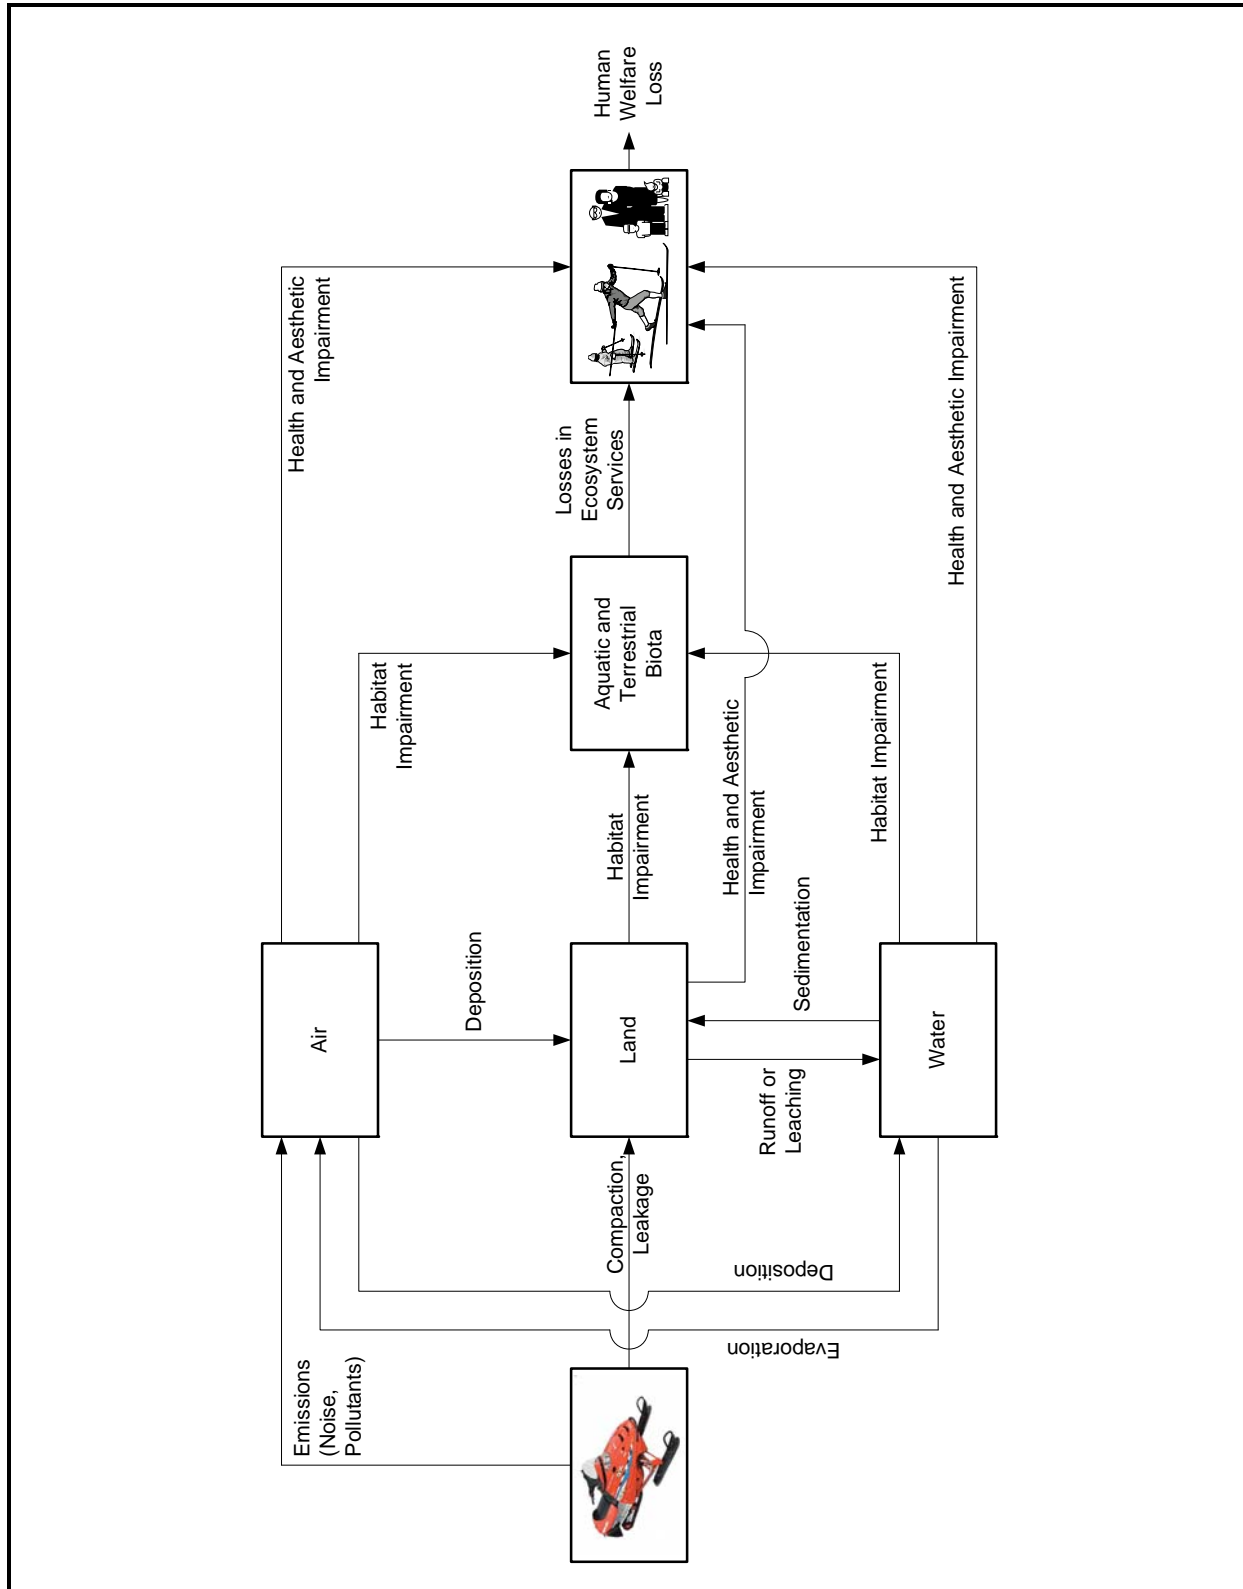 Emissions
(Noise,
Pollutants)
Evaporation
Deposition
Compaction,
Leakage
Air
Deposition
Land
Runoff or
Leaching
Sedimentation
Water
Health and Aesthetic
Impairment
Habitat
Impairment
Habitat
Impairment
Health and Aesthetic
Impairment
Habitat Impairment
Health and Aesthetic Impairment
Aquatic and
Terrestrial
Biota
Losses in
Ecosystem
Services
Human
Welfare
Loss